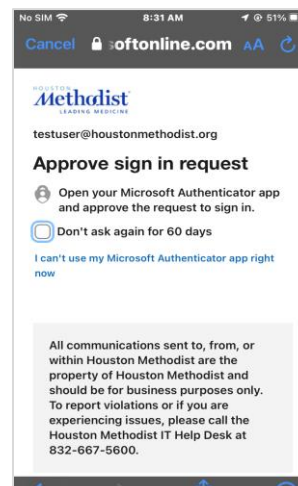 No SIM 8:31 AM 51%
Cancel softonline.com AA
HOUSTON
Methodist
LEADING MEDICINE
testuser@houstonmethodist.org
Approve sign in request
Open your Microsoft Authenticator app
and approve the request to sign in.
Don't ask again for 60 days
I can't use my Microsoft Authenticator app right
now
All communications sent to, from, or
within Houston Methodist are the
property of Houston Methodist and
should be for business purposes only.
To report violations or if you are
experiencing issues, please call the
Houston Methodist IT Help Desk at
832-667-5600.